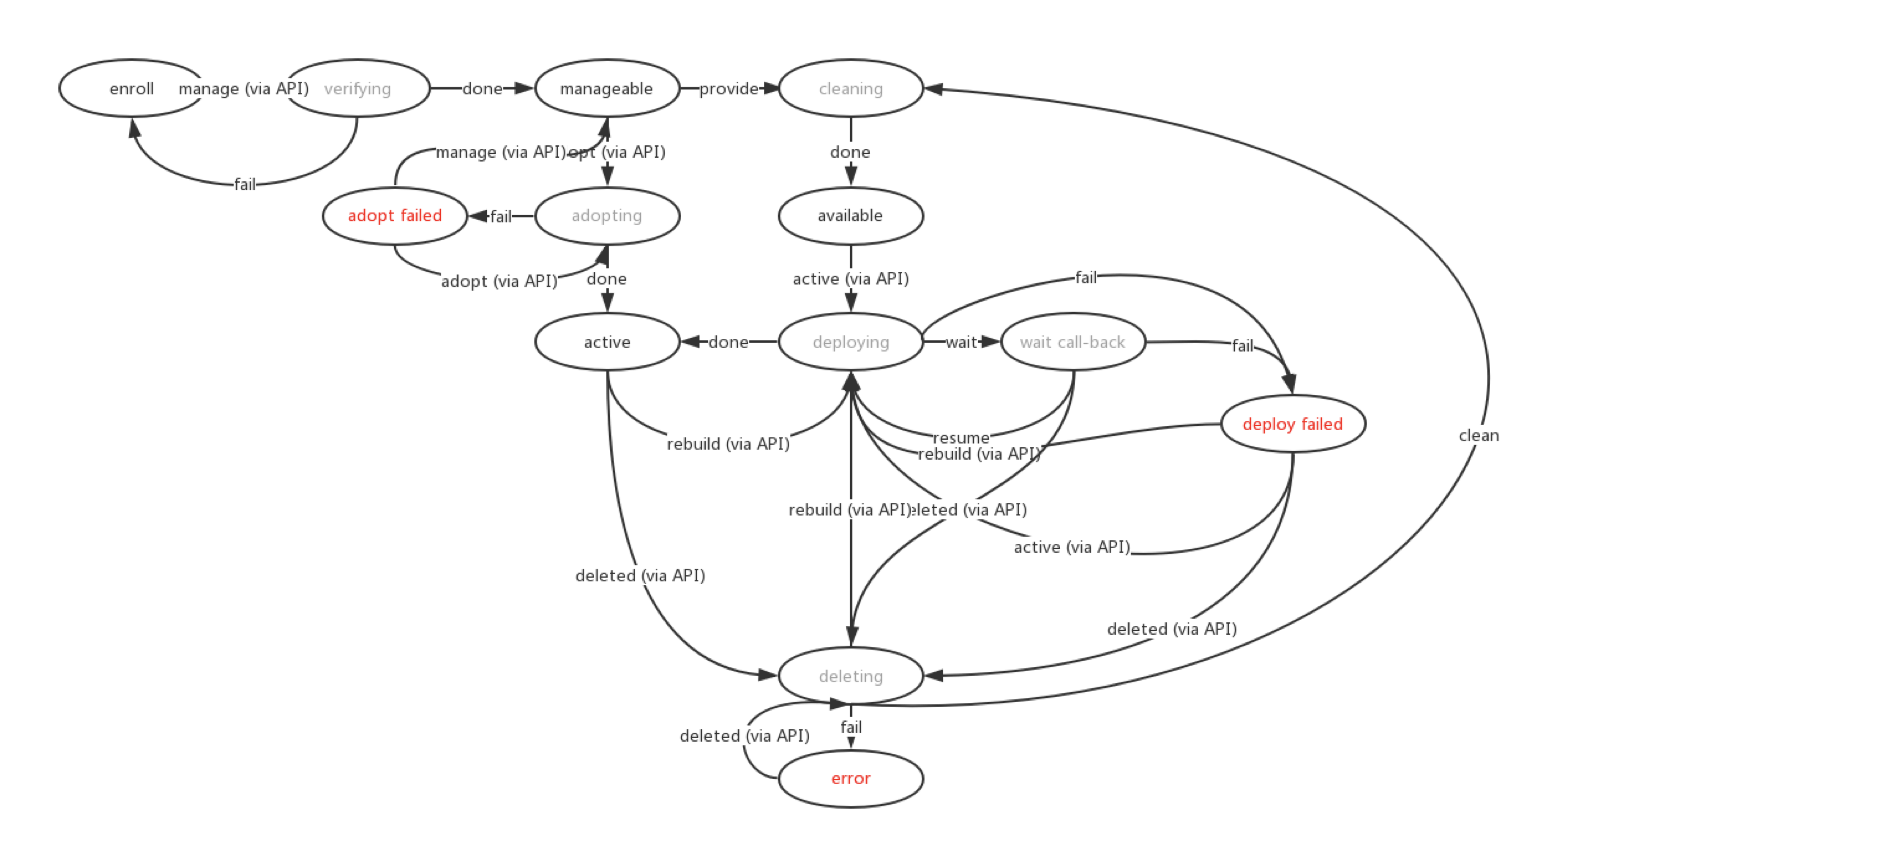 enroll
manage (via API)
verifying
done
manageable
provide
cleaning
fail
manage (via API)
opt (via API)
done
adopt failed
fail
adopting
available
adopt (via API)
done
active (via API)
fail
active
done
deploying
wait
wait call-back
fail
deploy failed
rebuild (via API)
resume
rebuild (via API)
clean
rebuild (via API)
eleted (via API)
active (via API)
deleted (via API)
deleted (via API)
deleting
deleted (via API)
fail
error